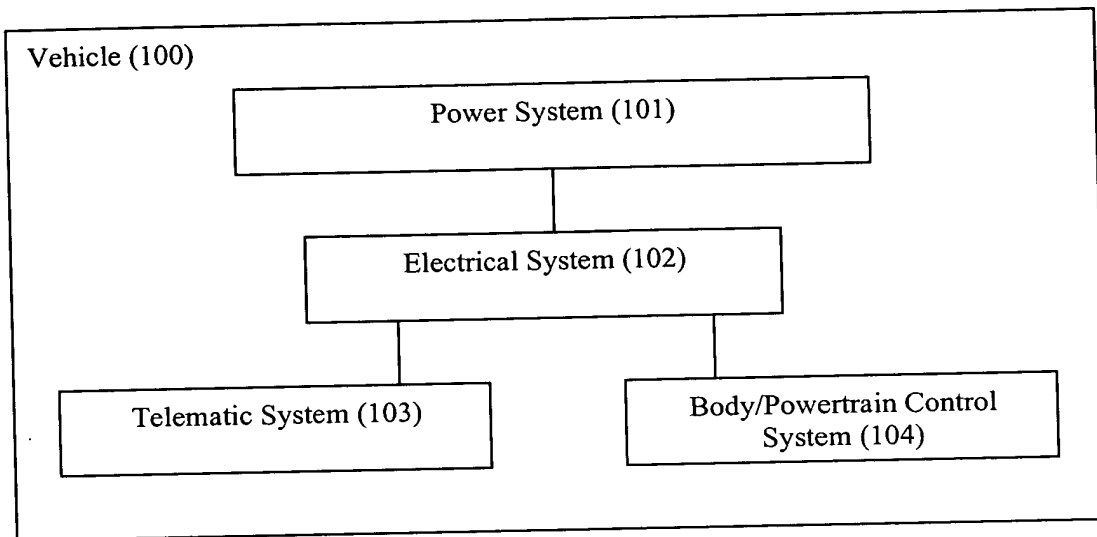 Vehicle (100)
Power System (101)
Electrical System (102)
Telematic System (103)
Body/Powertrain Control
System (104)